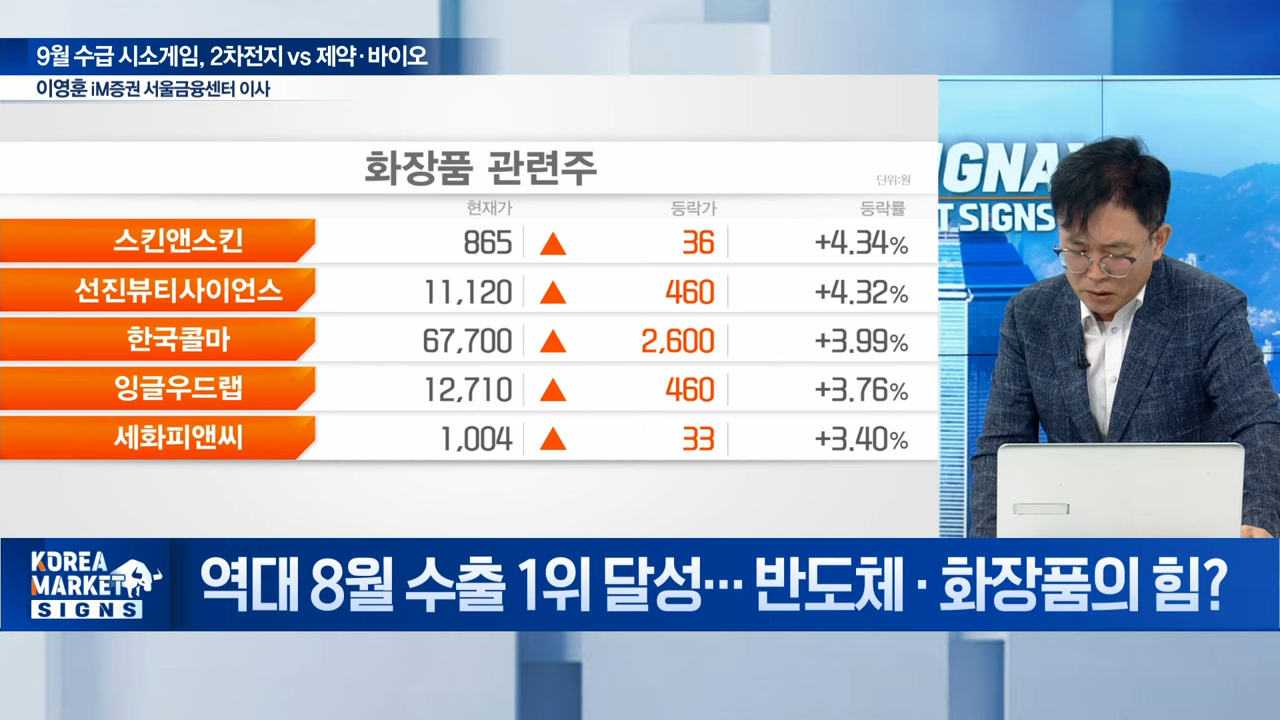 9월 수급 시소게임, 2차전지 vs 제약·바이오
이영훈 iM증권 서울금융센터 이사
화장품 관련주
단위:원
현재가 등락가 등락률
스킨앤스킨 865 ▲ 36 +4.34%
선진뷰티사이언스 11,120 ▲ 460 +4.32%
한국콜마 67,700 ▲ 2,600 +3.99%
잉글우드랩 12,710 ▲ 460 +3.76%
세화피앤씨 1,004 ▲ 33 +3.40%
IGNA
T SIGNS
KOREA
MARKET
SIGNS
역대 8월 수출 1위 달성… 반도체·화장품의 힘?